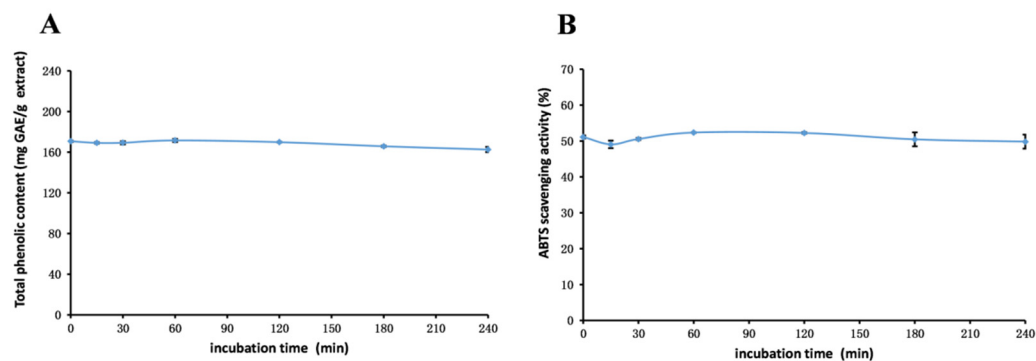 A
Total phenolic content (mg GAE/g extract)
240
200
160
120
80
40
0
0 30 60 90 120 150 180 210 240
incubation time (min)
B
ABTS scavenging activity (%)
70
60
50
40
30
20
10
0
0 30 60 90 120 150 180 210 240
incubation time (min)